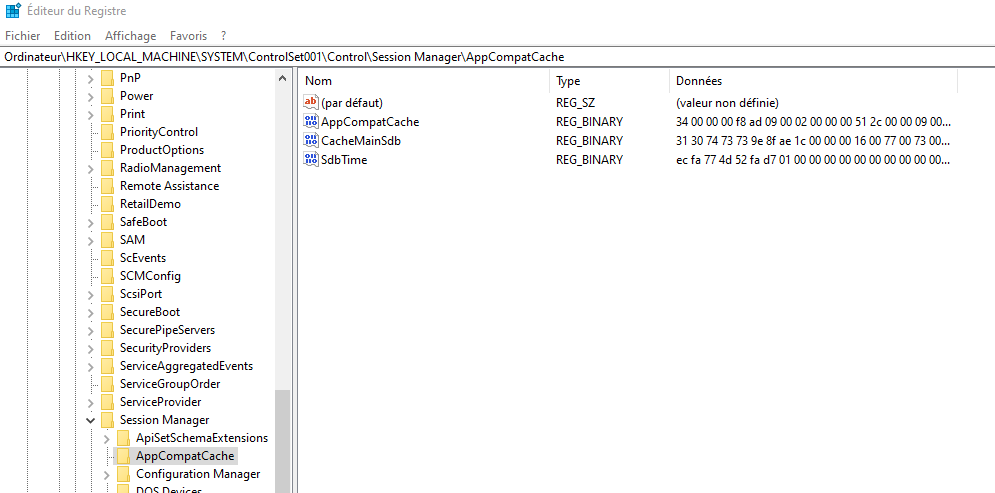 Éditeur du Registre
Fichier Edition Affichage Favoris ?
Ordinateur\HKEY_LOCAL_MACHINE\SYSTEM\ControlSet001\Control\Session Manager\AppCompatCache
PnP
Power
Print
PriorityControl
ProductOptions
RadioManagement
Remote Assistance
RetailDemo
SafeBoot
SAM
ScEvents
SCMConfig
ScsiPort
SecureBoot
SecurePipeServers
SecurityProviders
ServiceAggregatedEvents
ServiceGroupOrder
ServiceProvider
Session Manager
ApiSetSchemaExtensions
AppCompatCache
Configuration Manager
DOS Devices
Nom Type Données
(par défaut) REG_SZ (valeur non définie)
AppCompatCache REG_BINARY 34 00 00 00 f8 ad 09 00 02 00 00 00 51 2c 00 00 09 00...
CacheMainSdb REG_BINARY 31 30 74 73 73 9e 8f ae 1c 00 00 00 16 00 77 00 73 00...
SdbTime REG_BINARY ec fa 77 4d 52 fa d7 01 00 00 00 00 00 00 00 00 00 00...